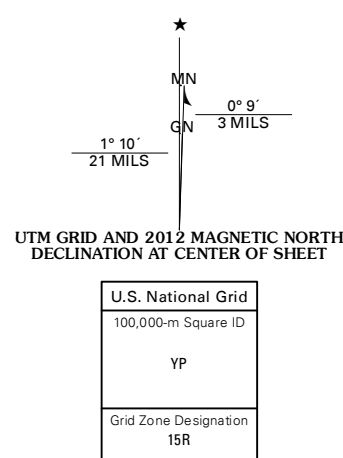 ★
MN
0° 9´
3 MILS
GN
1° 10´
21 MILS
UTM GRID AND 2012 MAGNETIC NORTH
DECLINATION AT CENTER OF SHEET
U.S. National Grid
100,000-m Square ID
YP
Grid Zone Designation
15R